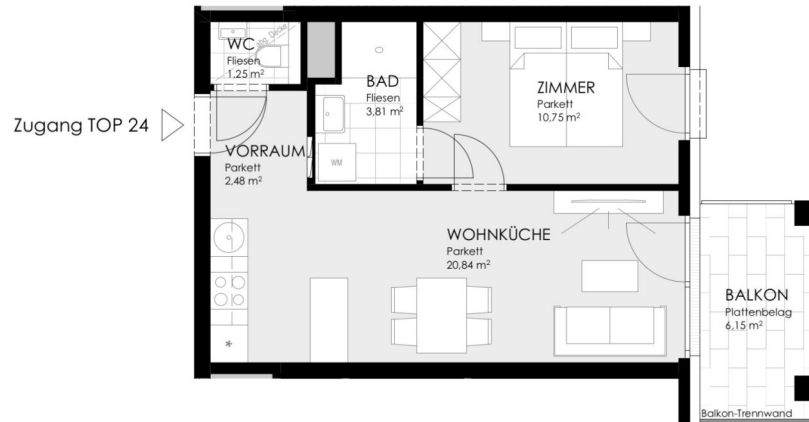 WC
Fliesen
1,25 m²
BAD
Fliesen
3,81 m²
ZIMMER
Parkett
10,75 m²
Zugang TOP 24
VORRAUM
Parkett
2,48 m²
WM
WOHNKÜCHE
Parkett
20,84 m²
BALKON
Plattenbelag
6,15 m²
Balkon-Trennwand